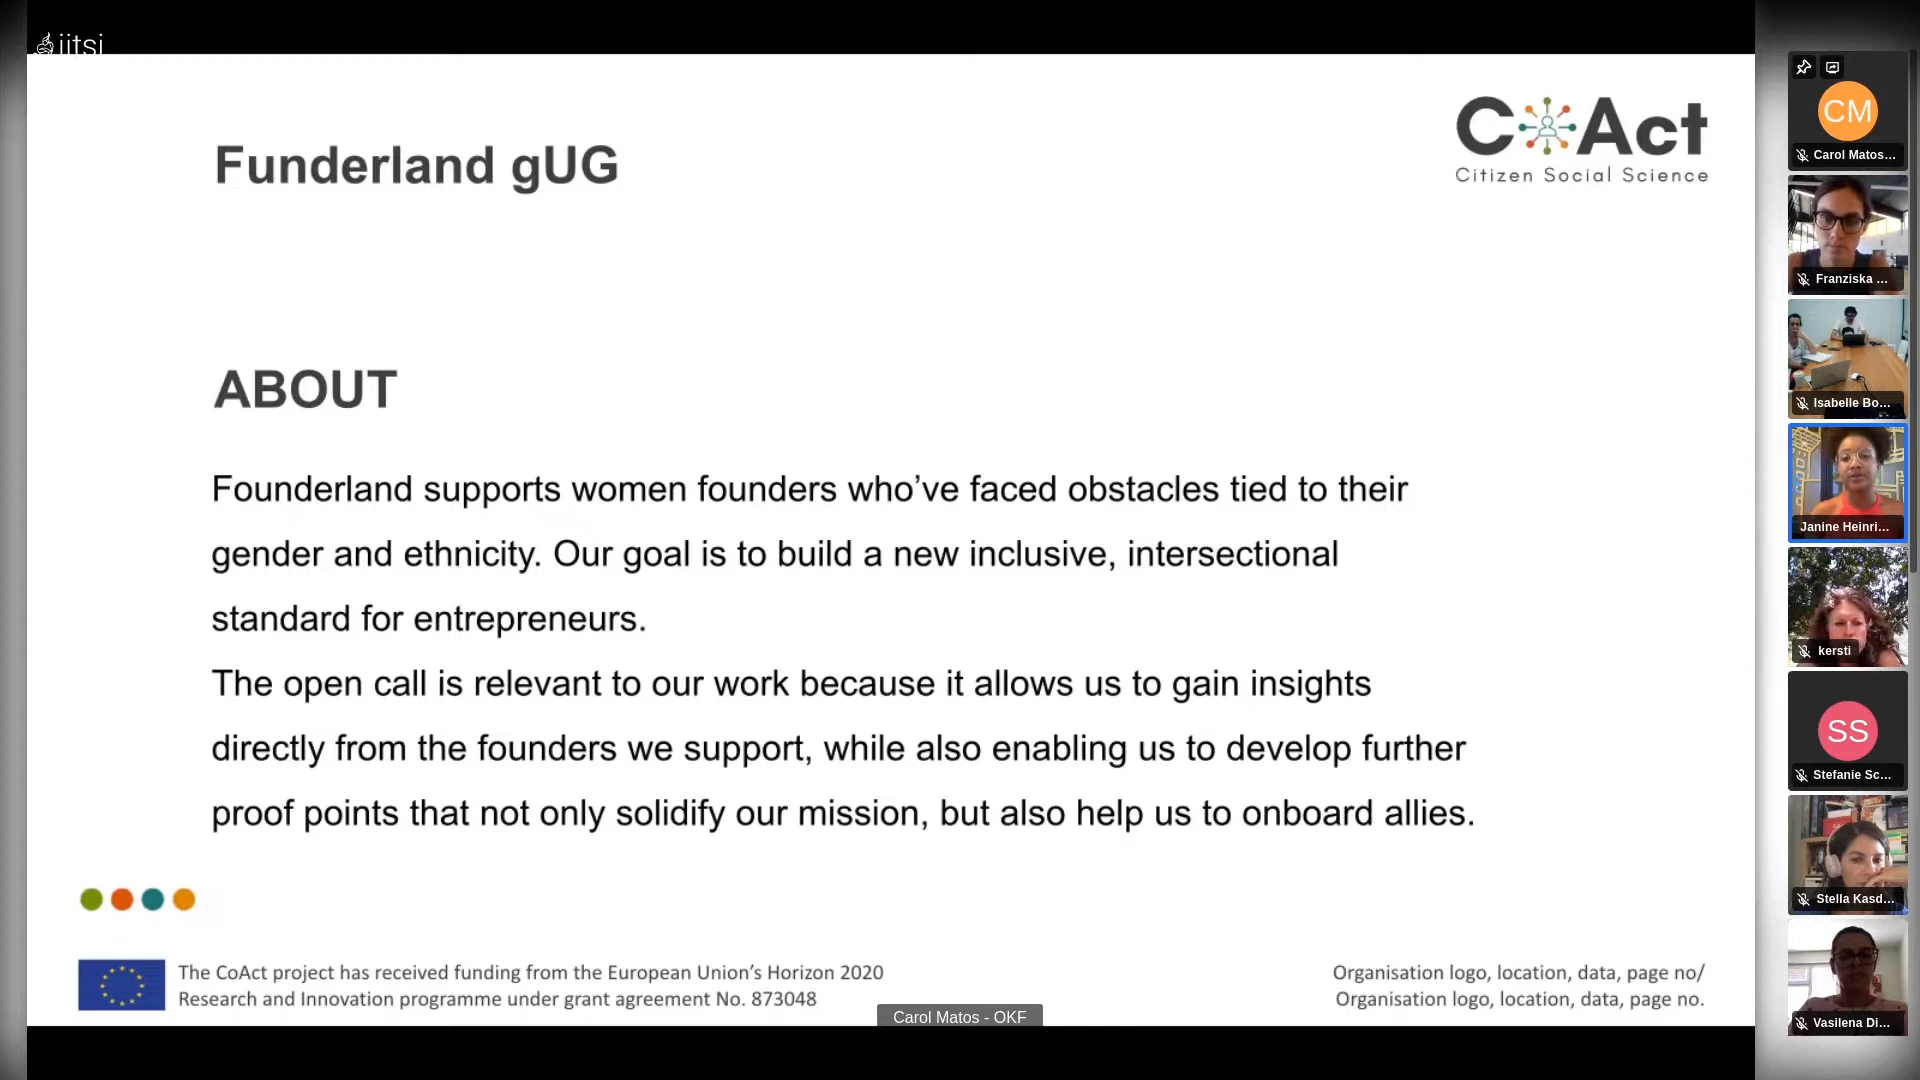 jitsi
Funderland gUG
CoAct
Citizen Social Science
ABOUT
Founderland supports women founders who’ve faced obstacles tied to their
gender and ethnicity. Our goal is to build a new inclusive, intersectional
standard for entrepreneurs.
The open call is relevant to our work because it allows us to gain insights
directly from the founders we support, while also enabling us to develop further
proof points that not only solidify our mission, but also help us to onboard allies.
The CoAct project has received funding from the European Union’s Horizon 2020
Research and Innovation programme under grant agreement No. 873048
Organisation logo, location, data, page no/
Organisation logo, location, data, page no.
Carol Matos - OKF
CM
Carol Matos...
Franziska ...
Isabelle Bo...
Janine Heinri...
kersti
SS
Stefanie Sc...
Stella Kasd...
Vasilena Di...